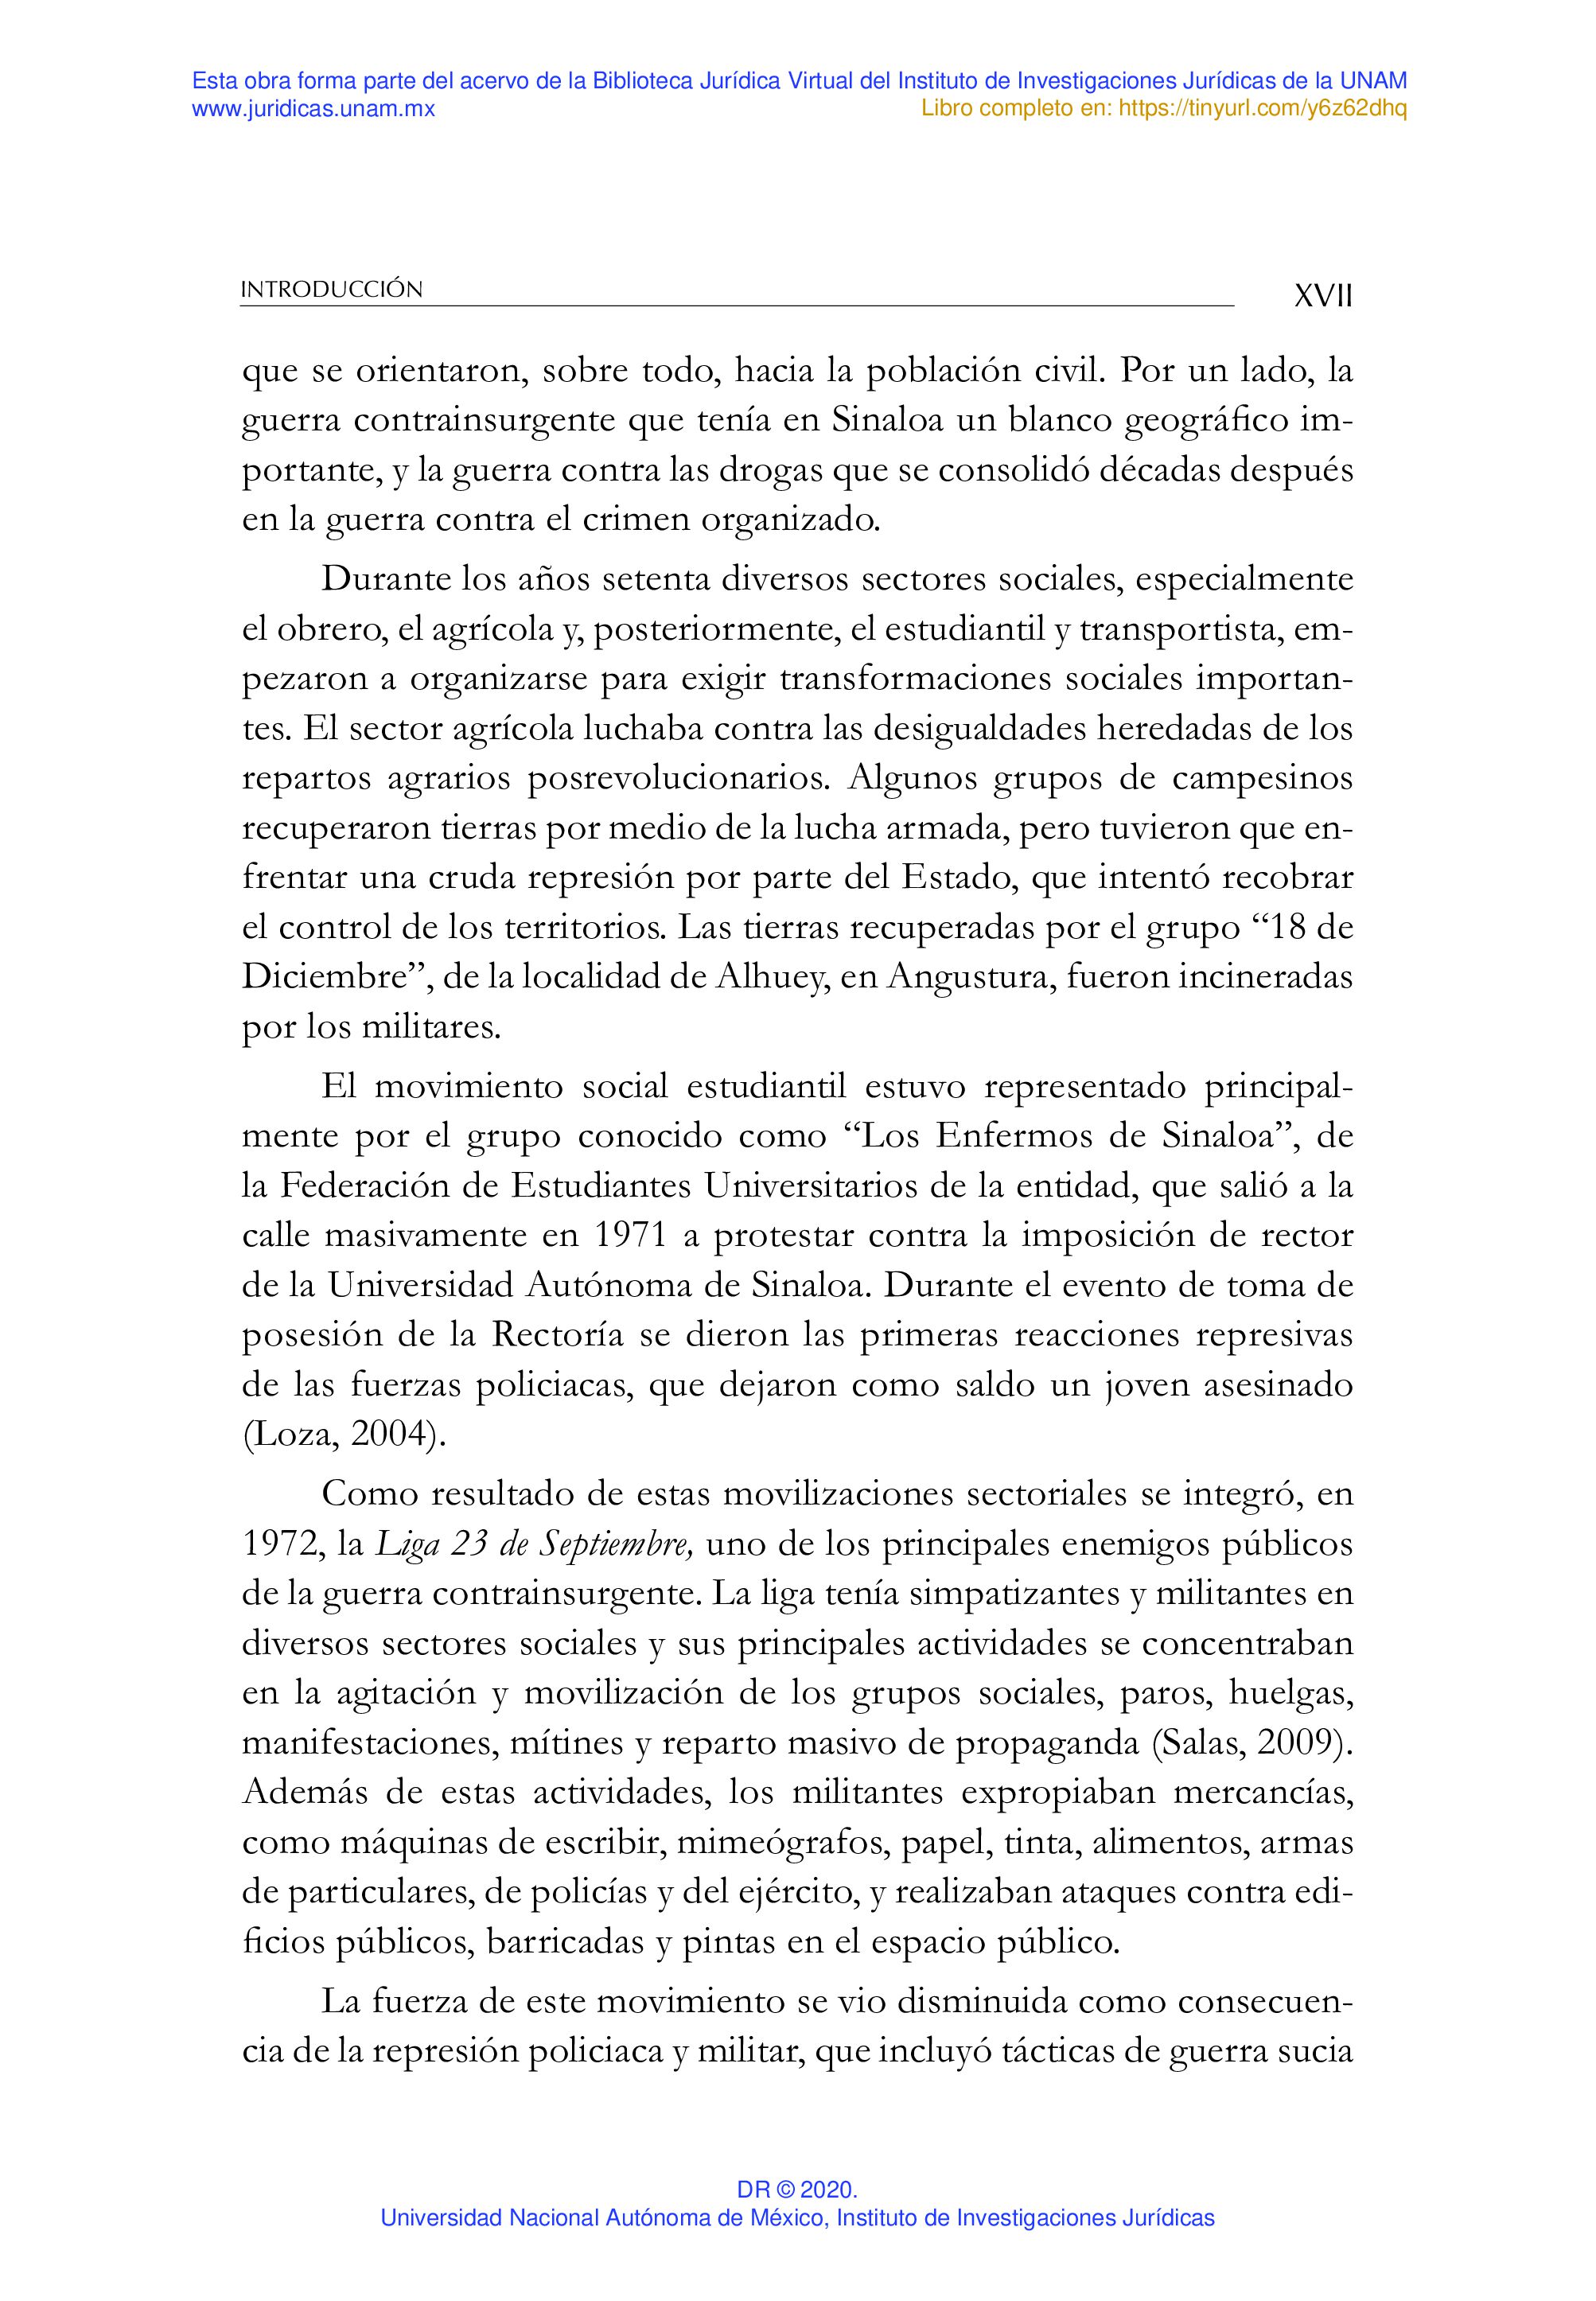 Esta obra forma parte del acervo de la Biblioteca Jurídica Virtual del Instituto de Investigaciones Jurídicas de la UNAM
www.juridicas.unam.mx
Libro completo en: https://tinyurl.com/y6z62dhq
INTRODUCCIÓN
XVII
que se orientaron, sobre todo, hacia la población civil. Por un lado, la
guerra contrainsurgente que tenía en Sinaloa un blanco geográfico im-
portante, y la guerra contra las drogas que se consolidó décadas después
en la guerra contra el crimen organizado.
Durante los años setenta diversos sectores sociales, especialmente
el obrero, el agrícola y, posteriormente, el estudiantil y transportista, em-
pezaron a organizarse para exigir transformaciones sociales importan-
tes. El sector agrícola luchaba contra las desigualdades heredadas de los
repartos agrarios posrevolucionarios. Algunos grupos de campesinos
recuperaron tierras por medio de la lucha armada, pero tuvieron que en-
frentar una cruda represión por parte del Estado, que intentó recobrar
el control de los territorios. Las tierras recuperadas por el grupo “18 de
Diciembre”, de la localidad de Alhuey, en Angustura, fueron incineradas
por los militares.
El movimiento social estudiantil estuvo representado principal-
mente por el grupo conocido como “Los Enfermos de Sinaloa”, de
la Federación de Estudiantes Universitarios de la entidad, que salió a la
calle masivamente en 1971 a protestar contra la imposición de rector
de la Universidad Autónoma de Sinaloa. Durante el evento de toma de
posesión de la Rectoría se dieron las primeras reacciones represivas
de las fuerzas policiacas, que dejaron como saldo un joven asesinado
(Loza, 2004).
Como resultado de estas movilizaciones sectoriales se integró, en
1972, la Liga 23 de Septiembre, uno de los principales enemigos públicos
de la guerra contrainsurgente. La liga tenía simpatizantes y militantes en
diversos sectores sociales y sus principales actividades se concentraban
en la agitación y movilización de los grupos sociales, paros, huelgas,
manifestaciones, mítines y reparto masivo de propaganda (Salas, 2009).
Además de estas actividades, los militantes expropiaban mercancías,
como máquinas de escribir, mimeógrafos, papel, tinta, alimentos, armas
de particulares, de policías y del ejército, y realizaban ataques contra edi-
ficios públicos, barricadas y pintas en el espacio público.
La fuerza de este movimiento se vio disminuida como consecuen-
cia de la represión policiaca y militar, que incluyó tácticas de guerra sucia
DR © 2020.
Universidad Nacional Autónoma de México, Instituto de Investigaciones Jurídicas